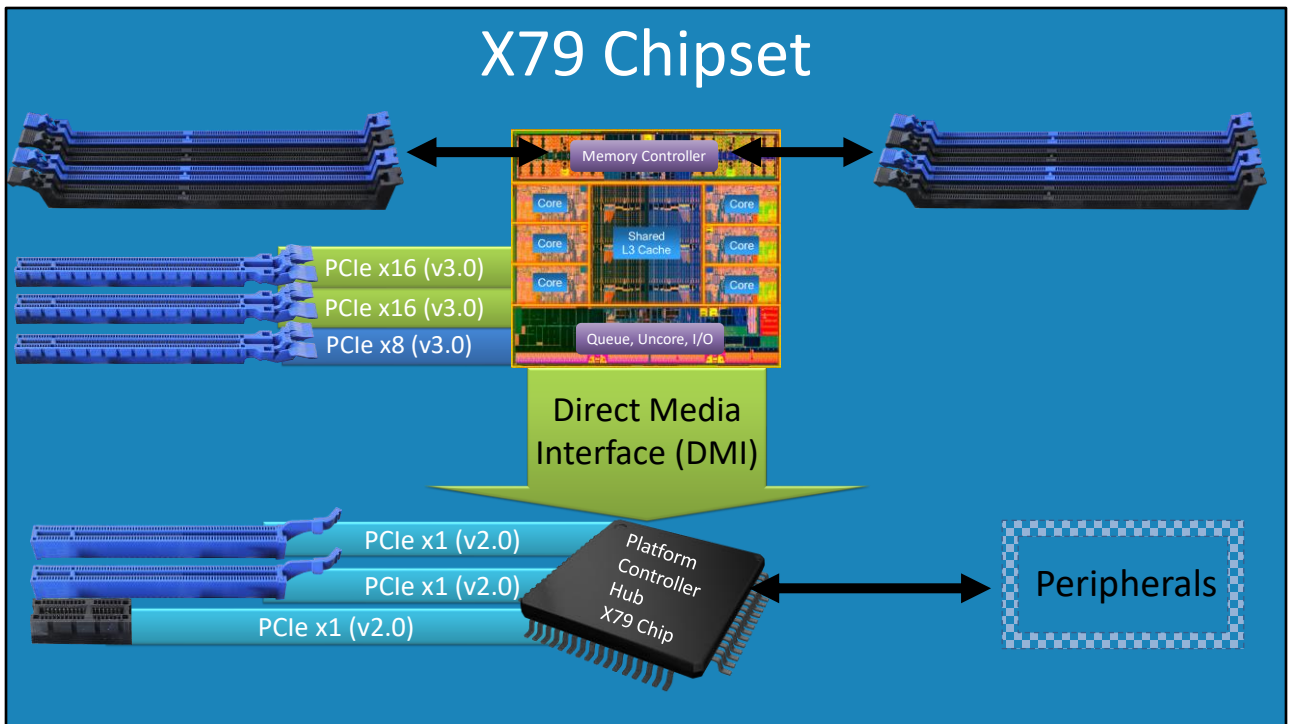 X79 Chipset
Memory Controller
Core
Core
Shared
L3 Cache
Core
Core
Core
Core
PCIe x16 (v3.0)
PCIe x16 (v3.0)
PCIe x8 (v3.0)
Queue, Uncore, I/O
Direct Media
Interface (DMI)
PCIe x1 (v2.0)
PCIe x1 (v2.0)
PCIe x1 (v2.0)
Platform
Controller
Hub
X79 Chip
Peripherals